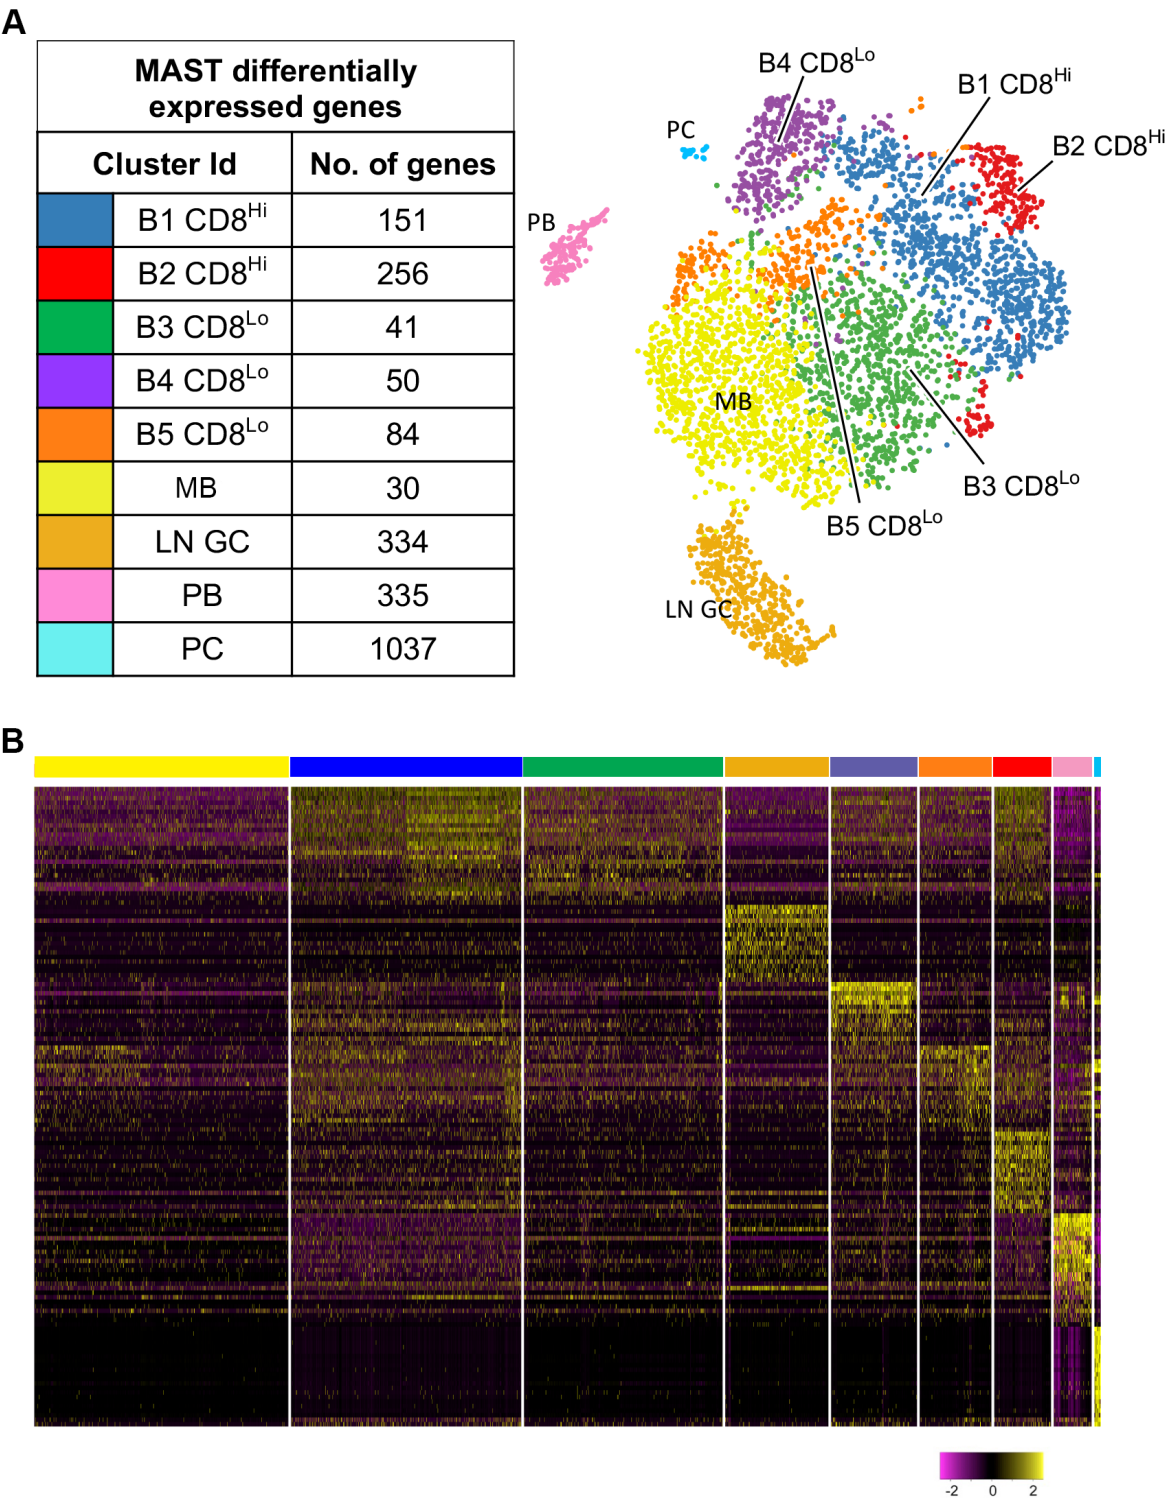 A
MAST differentially
expressed genes
Cluster Id No. of genes
B1 CD8Hi 151
B2 CD8Hi 256
B3 CD8Lo 41
B4 CD8Lo 50
B5 CD8Lo 84
MB 30
LN GC 334
PB 335
PC 1037
B4 CD8Lo
B1 CD8Hi
PC
B2 CD8Hi
PB
MB
B3 CD8Lo
B5 CD8Lo
LN GC
B
-2 0 2